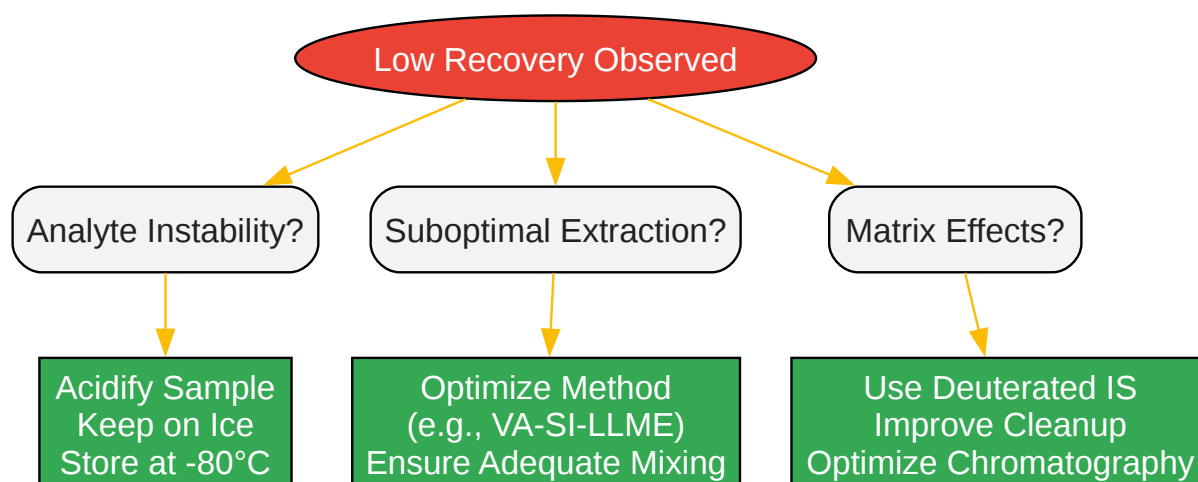 Low Recovery Observed
Analyte Instability?
Suboptimal Extraction?
Matrix Effects?
Acidify Sample
Keep on Ice
Store at -80°C
Optimize Method
(e.g., VA-SI-LLME)
Ensure Adequate Mixing
Use Deuterated IS
Improve Cleanup
Optimize Chromatography